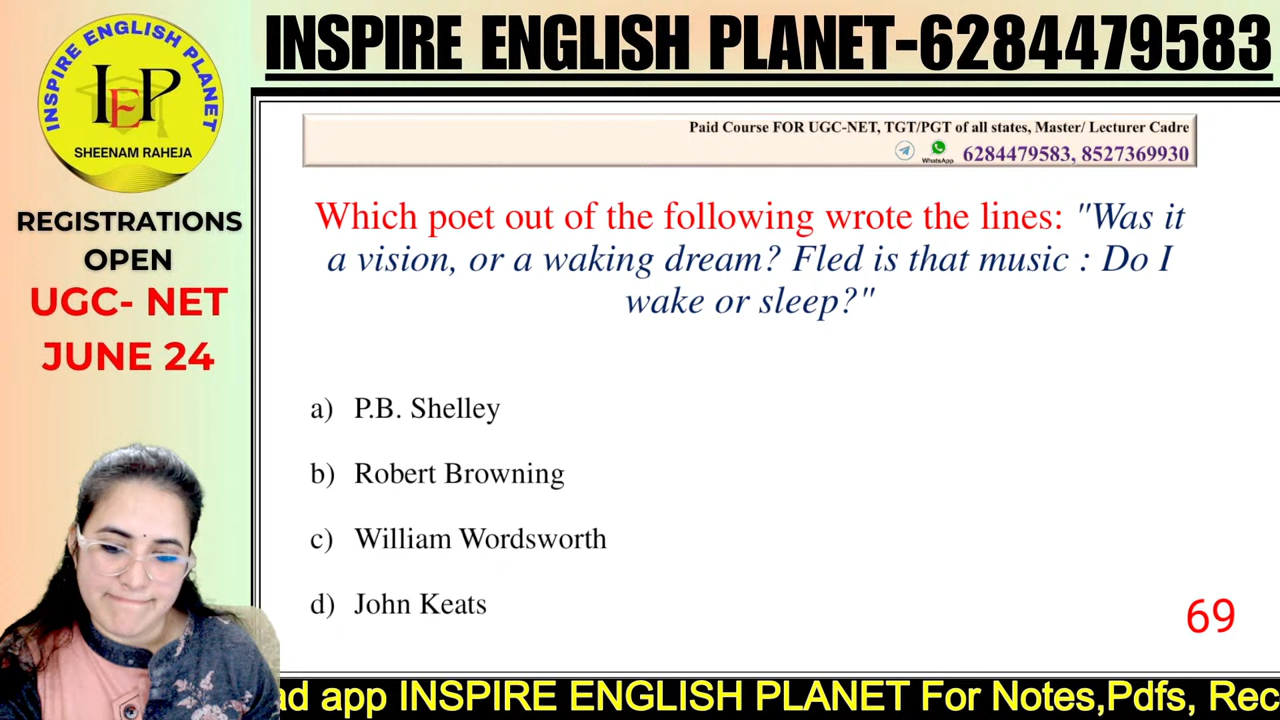 INSPIRE ENGLISH PLANET-6284479583
INSPIRE ENGLISH PLANET
IEP
SHEENAM RAHEJA
REGISTRATIONS
OPEN
UGC- NET
JUNE 24
Paid Course FOR UGC-NET, TGT/PGT of all states, Master/ Lecturer Cadre
WhatsApp 6284479583, 8527369930
Which poet out of the following wrote the lines: "Was it
a vision, or a waking dream? Fled is that music : Do I
wake or sleep?"
a) P.B. Shelley
b) Robert Browning
c) William Wordsworth
d) John Keats
69
ad app INSPIRE ENGLISH PLANET For Notes,Pdfs, Rec